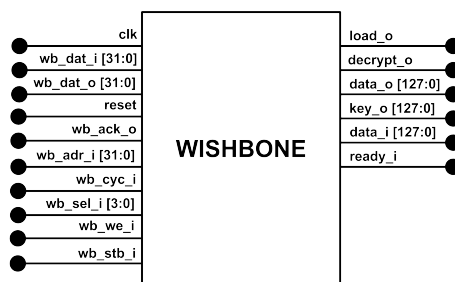 clk
wb_dat_i [31:0]
wb_dat_o [31:0]
reset
wb_ack_o
wb_adr_i [31:0]
wb_cyc_i
wb_sel_i [3:0]
wb_we_i
wb_stb_i
WISHBONE
load_o
decrypt_o
data_o [127:0]
key_o [127:0]
data_i [127:0]
ready_i